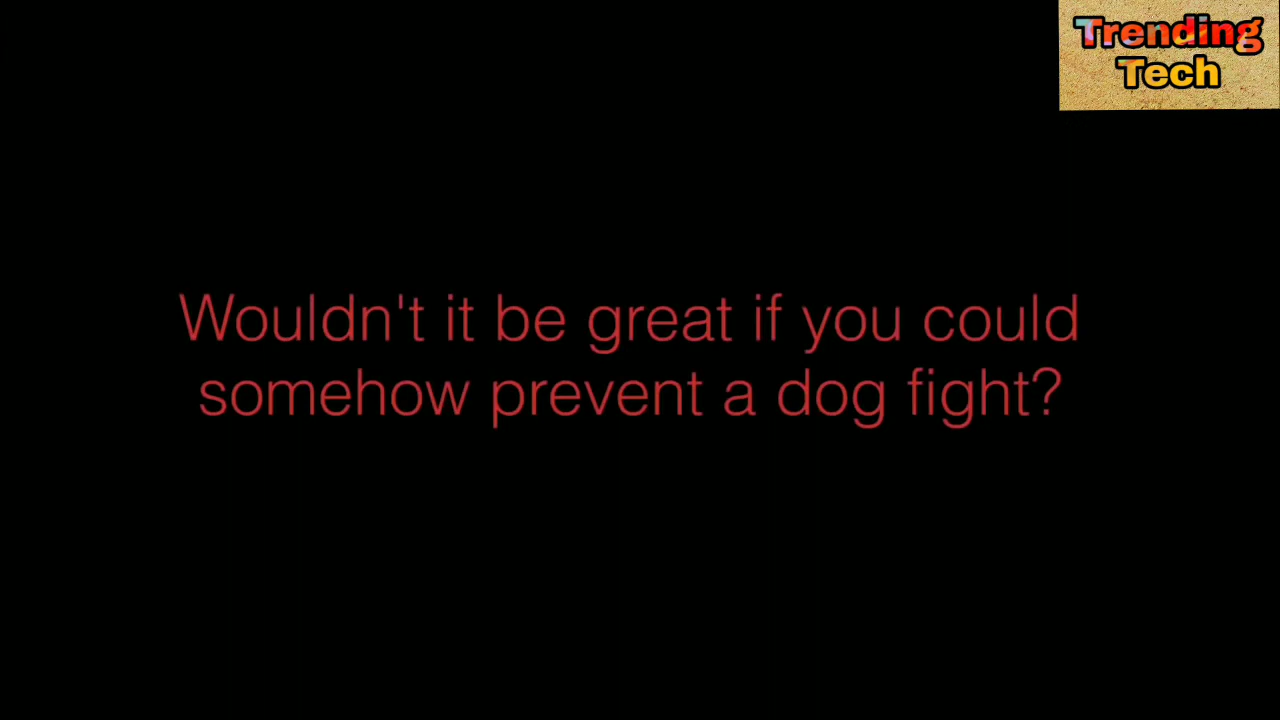 Trending
Tech
Wouldn't it be great if you could
somehow prevent a dog fight?